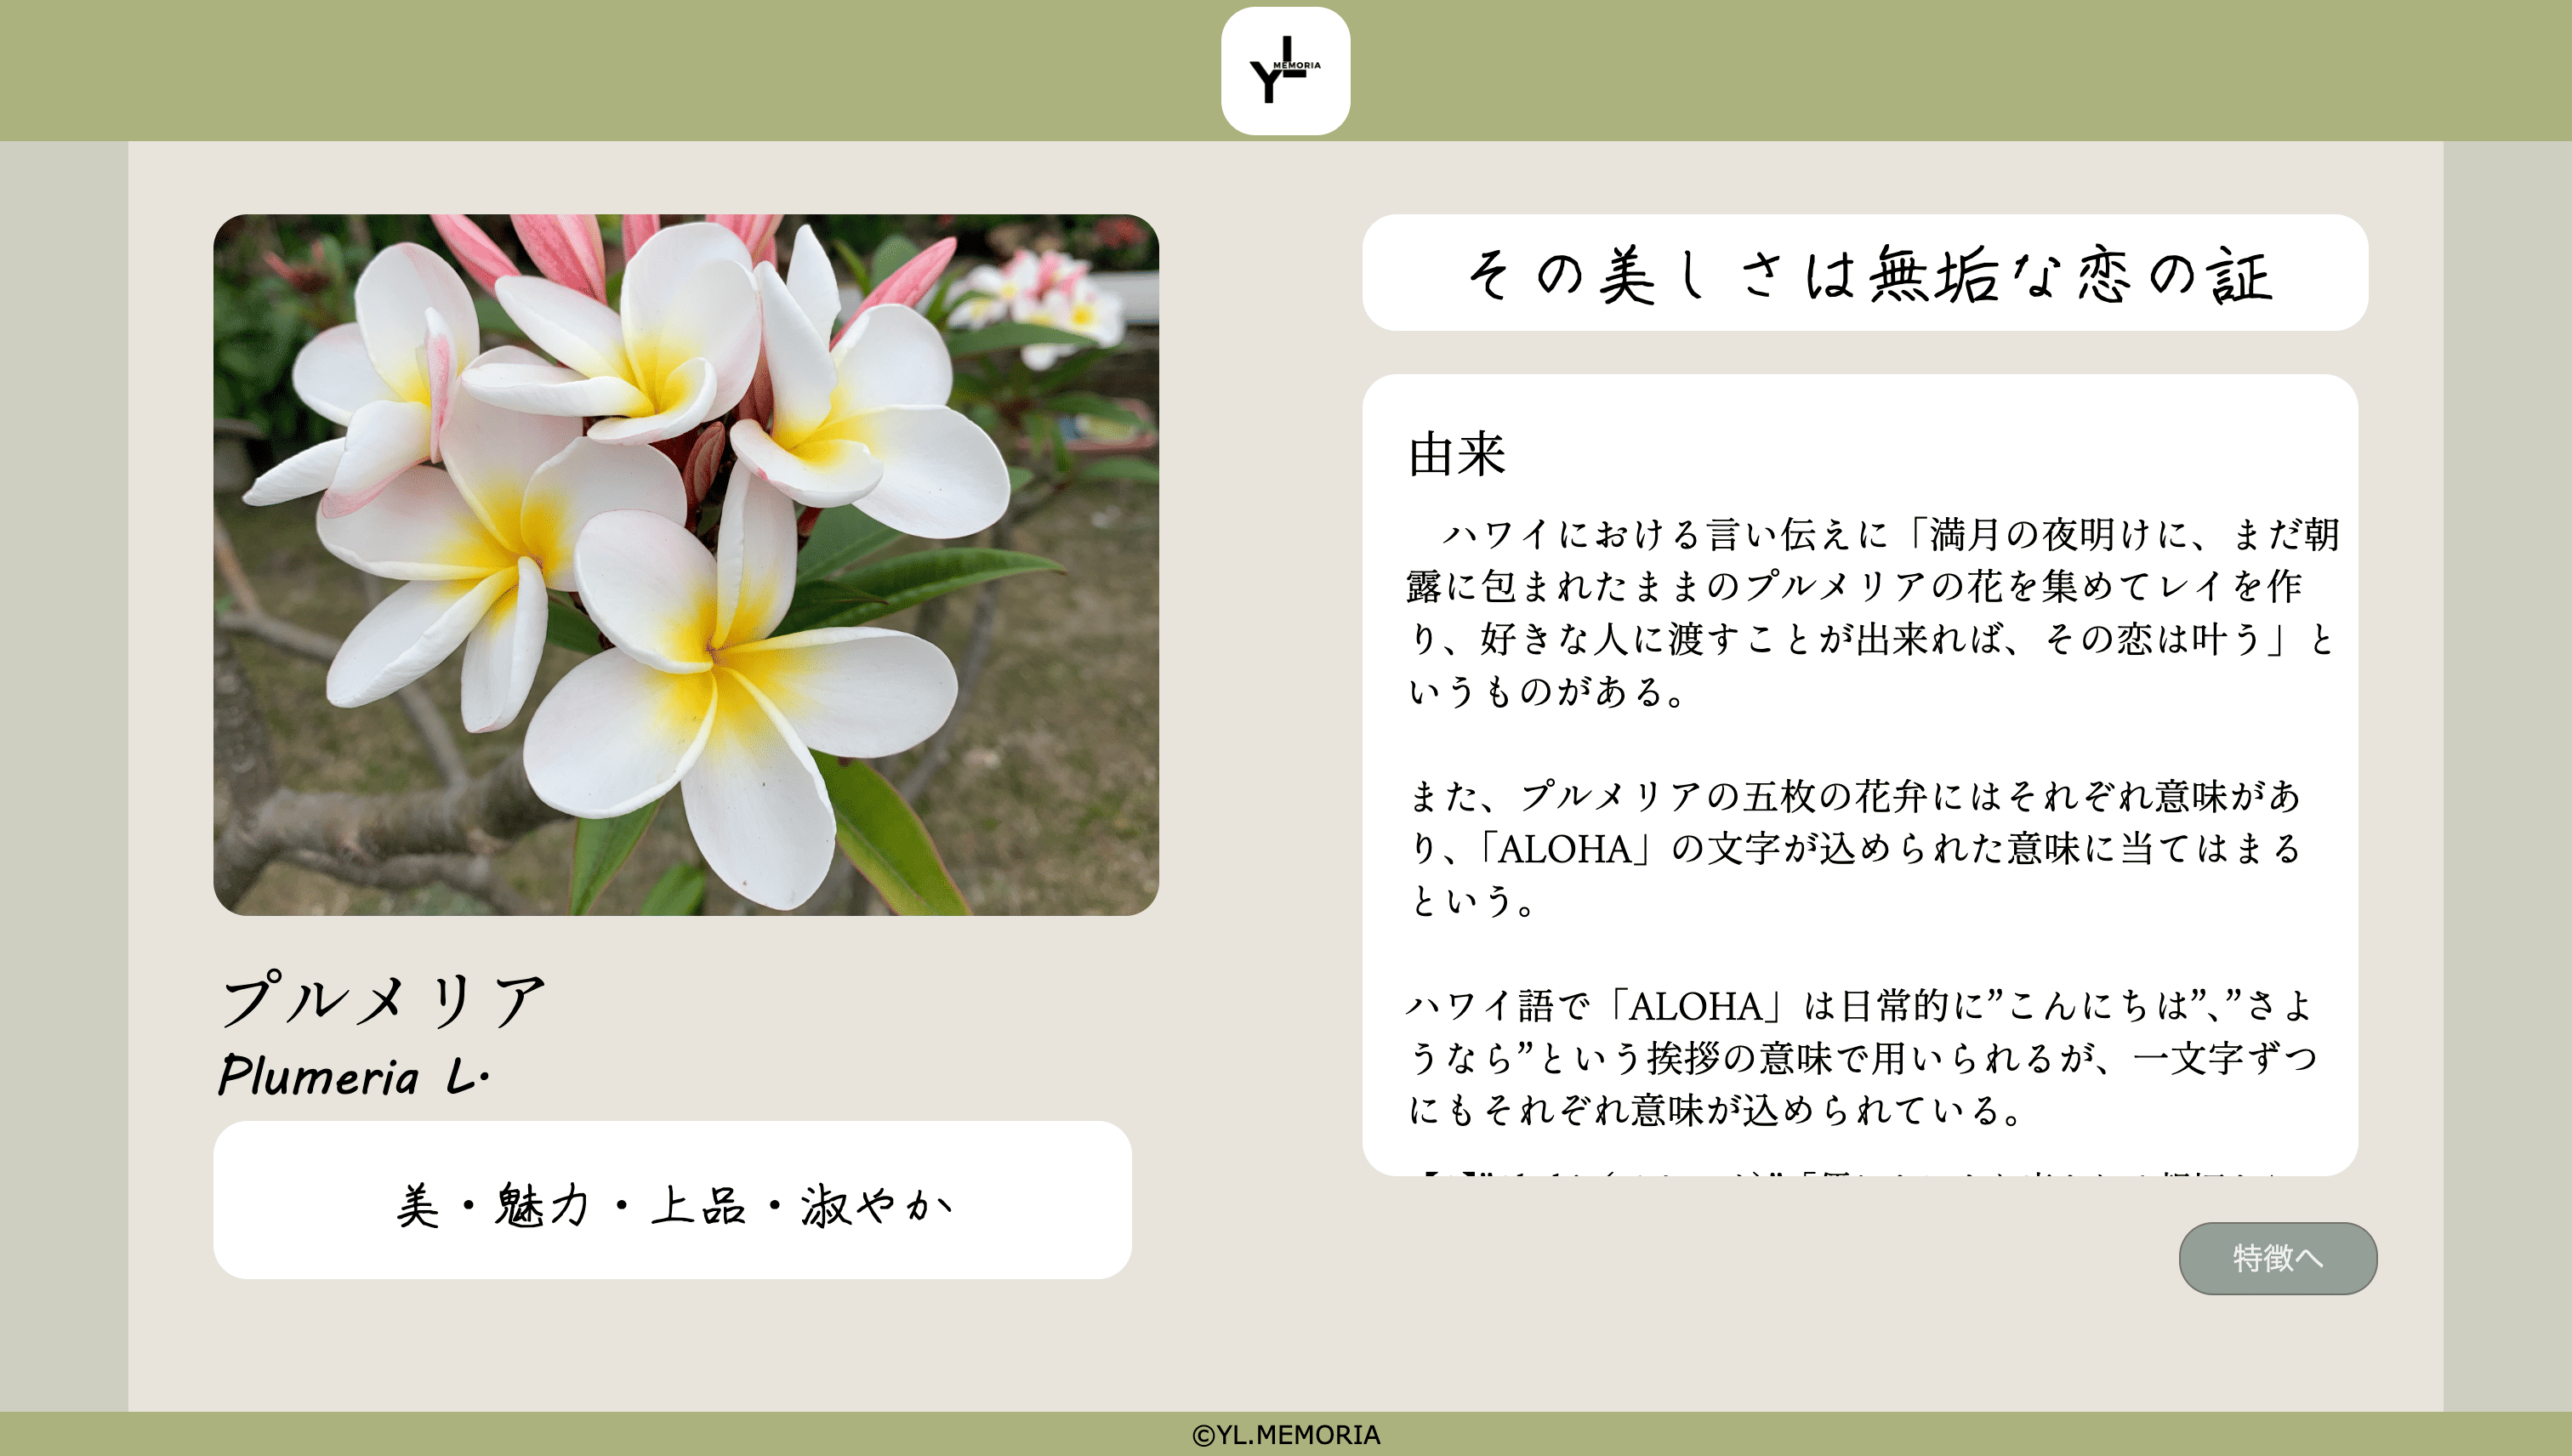 YL
MEMORIA
プルメリア
Plumeria L.
美・魅力・上品・淑やか
その美しさは無垢な恋の証
由来
ハワイにおける言い伝えに「満月の夜明けに、まだ朝
露に包まれたままのプルメリアの花を集めてレイを作
り、好きな人に渡すことが出来れば、その恋は叶う」と
いうものがある。
また、プルメリアの五枚の花弁にはそれぞれ意味があ
り、「ALOHA」の文字が込められた意味に当てはまる
という。
ハワイ語で「ALOHA」は日常的に”こんにちは”、”さよ
うなら”という挨拶の意味で用いられるが、一文字ずつ
にもそれぞれ意味が込められている。
特徴へ
©YL.MEMORIA